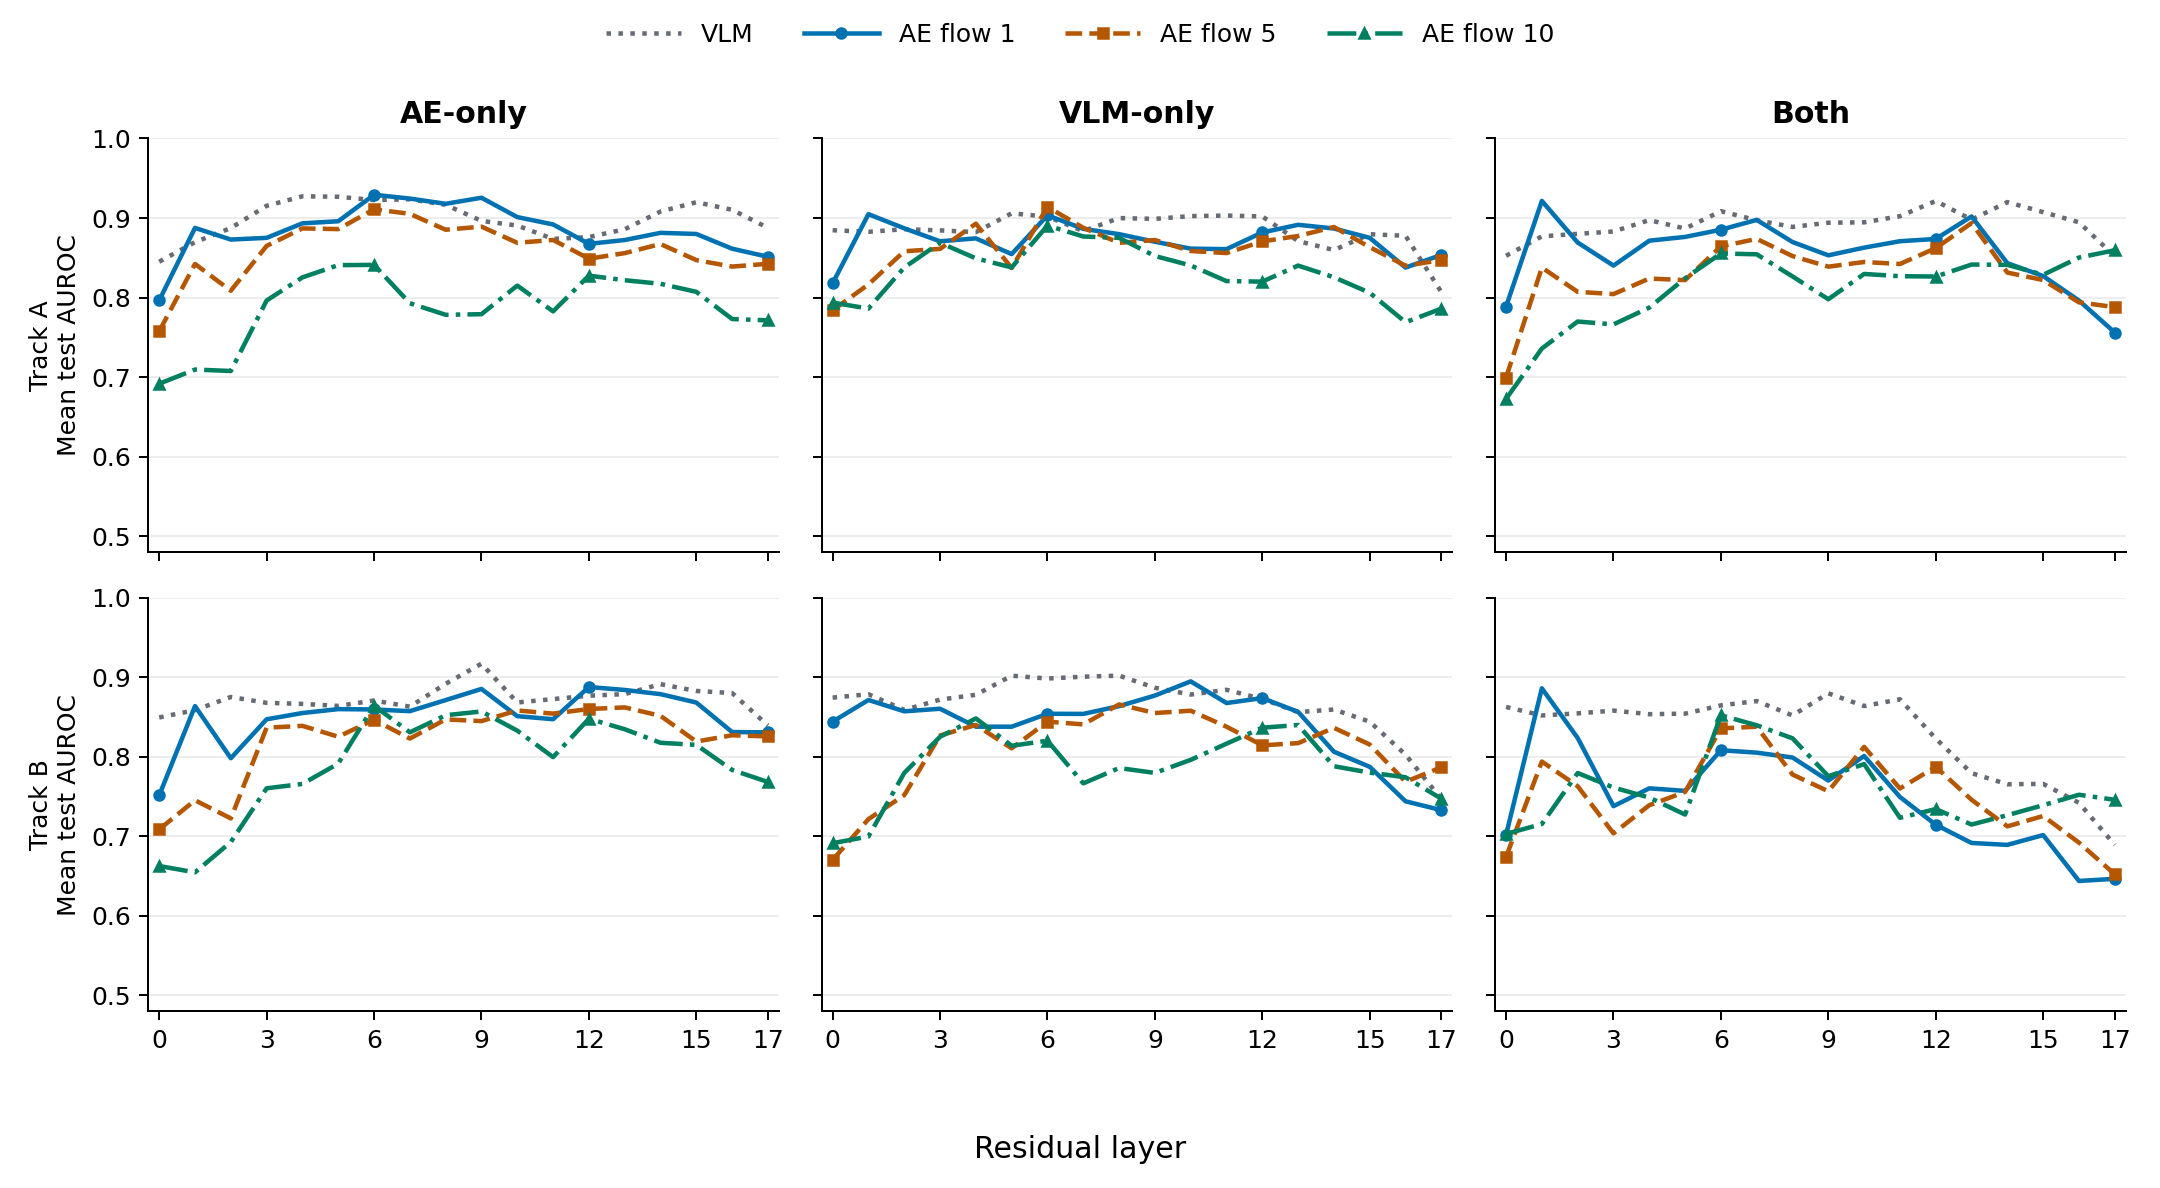 VLM
AE flow 1
AE flow 5
AE flow 10
AE-only
VLM-only
Both
Track A
Mean test AUROC
1.0
0.9
0.8
0.7
0.6
0.5
Track B
Mean test AUROC
1.0
0.9
0.8
0.7
0.6
0.5
0 3 6 9 12 15 17
0 3 6 9 12 15 17
0 3 6 9 12 15 17
Residual layer